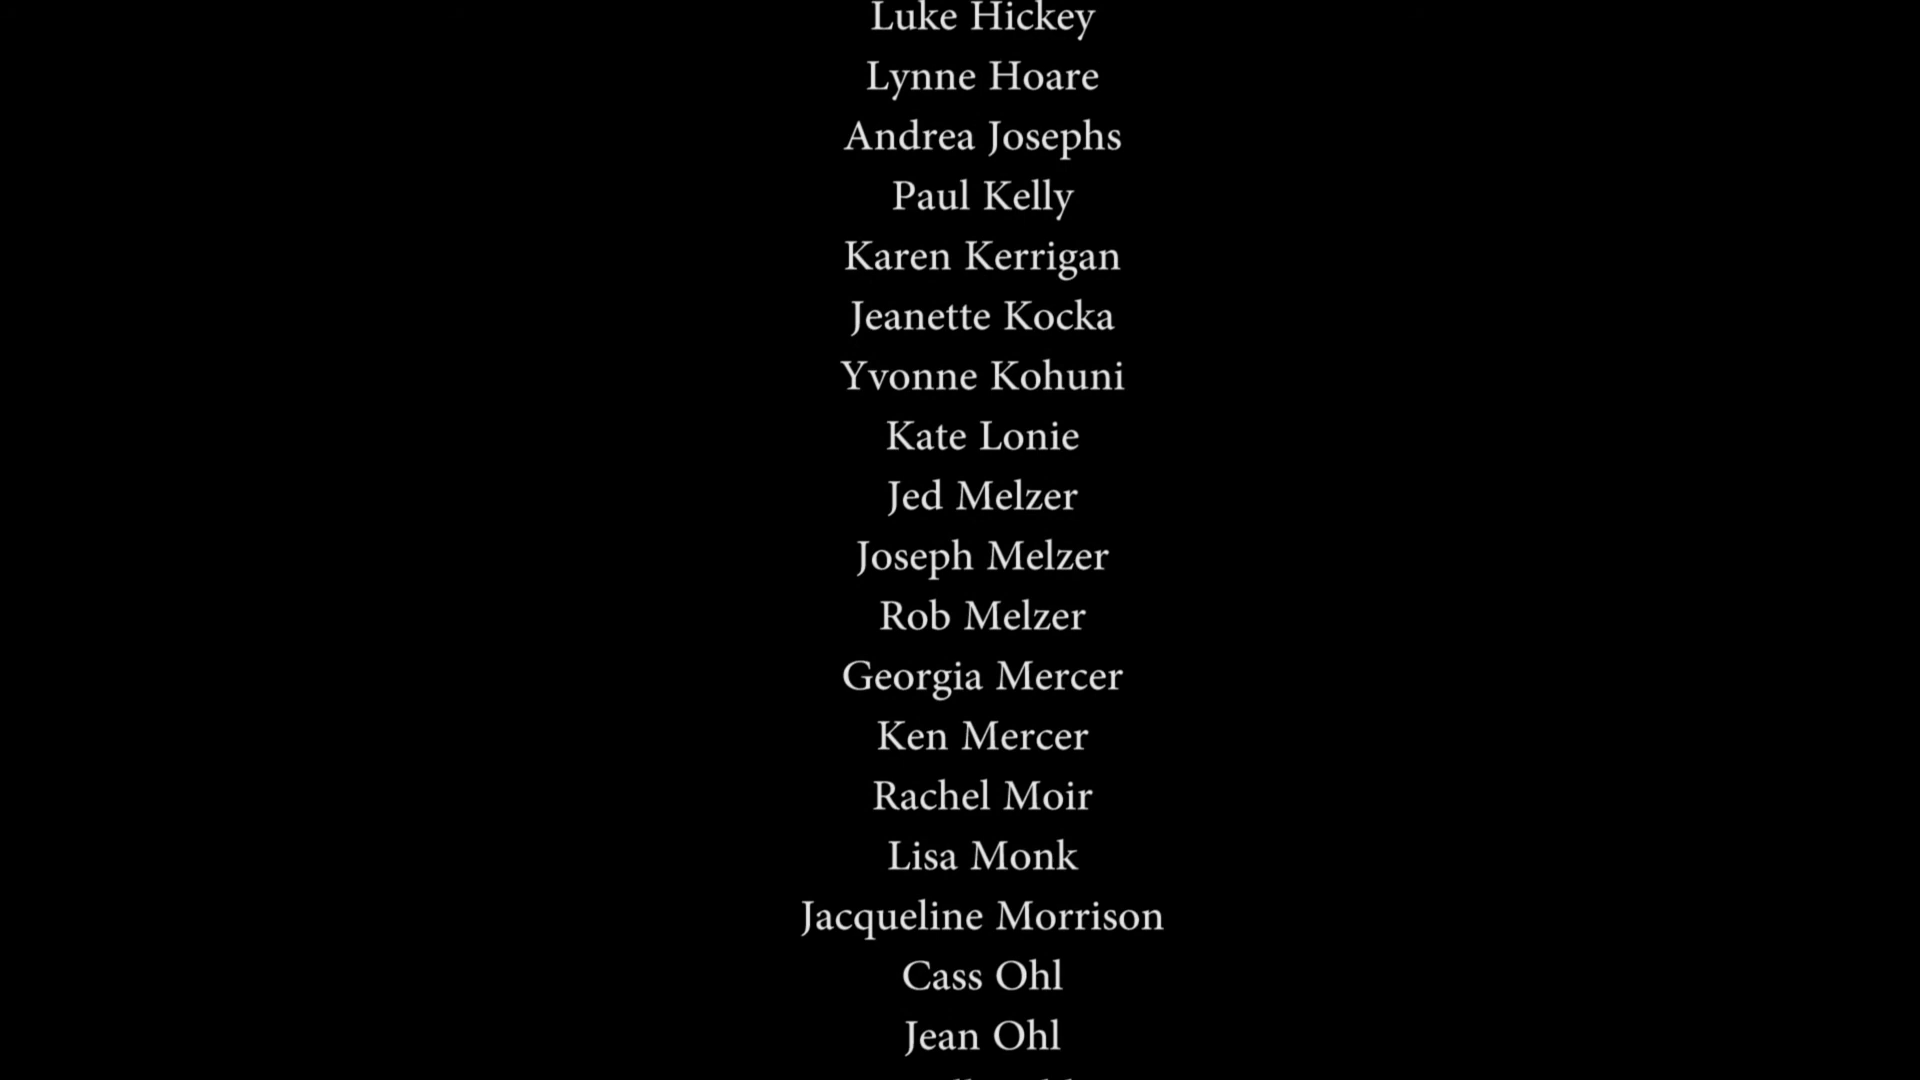 Luke Hickey
Lynne Hoare
Andrea Josephs
Paul Kelly
Karen Kerrigan
Jeanette Kocka
Yvonne Kohuni
Kate Lonie
Jed Melzer
Joseph Melzer
Rob Melzer
Georgia Mercer
Ken Mercer
Rachel Moir
Lisa Monk
Jacqueline Morrison
Cass Ohl
Jean Ohl